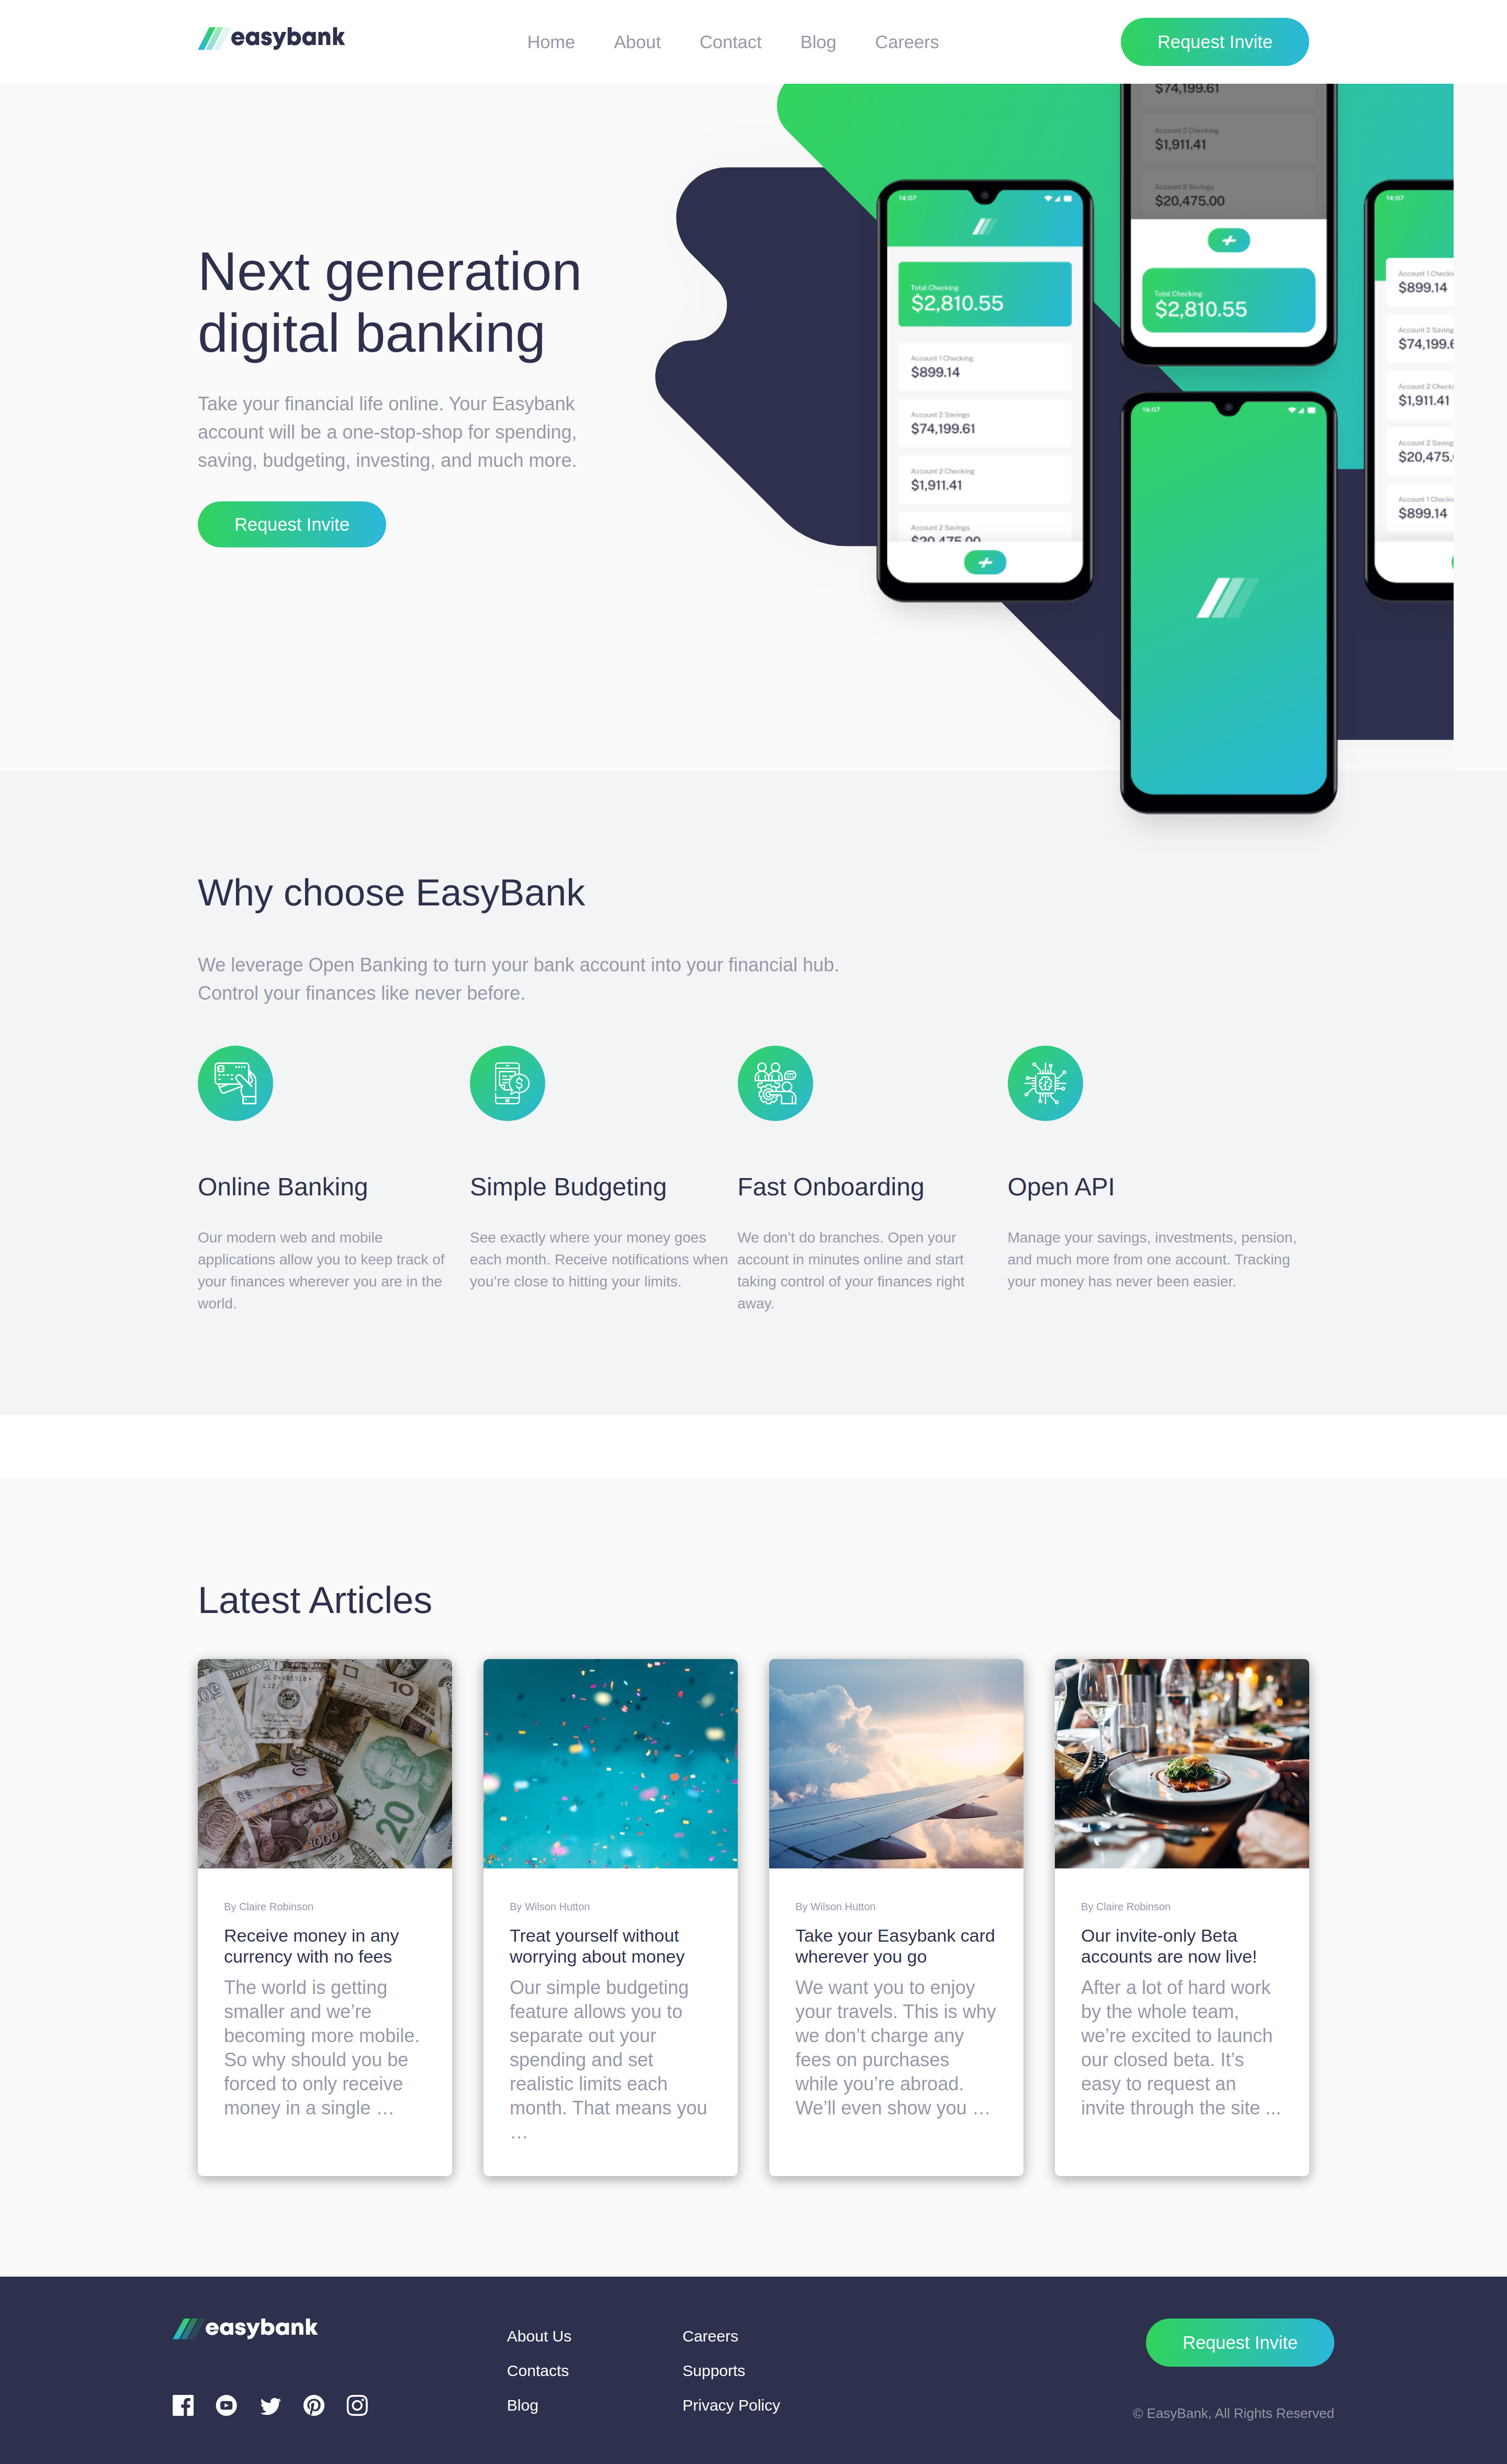 easybank
Home
About
Contact
Blog
Careers
Request Invite
Next generation
digital banking
Take your financial life online. Your Easybank
account will be a one-stop-shop for spending,
saving, budgeting, investing, and much more.
Request Invite
14:07
Total Checking
$2,810.55
Account 1 Checking
$899.14
Account 2 Savings
$74,199.61
Account 2 Checking
$1,911.41
Account 2 Savings
$20,475.00
$74,199.61
Account 2 Checking
$1,911.41
Account 2 Savings
$20,475.00
Total Checking
$2,810.55
14:07
14:07
Account 1 Checki
$899.14
Account 2 Saving
$74,199.6
Account 2 Checki
$1,911.41
Account 2 Saving
$20,475.
Account 1 Checki
$899.14
Why choose EasyBank
We leverage Open Banking to turn your bank account into your financial hub.
Control your finances like never before.
Online Banking
Our modern web and mobile
applications allow you to keep track of
your finances wherever you are in the
world.
Simple Budgeting
See exactly where your money goes
each month. Receive notifications when
you’re close to hitting your limits.
Fast Onboarding
We don’t do branches. Open your
account in minutes online and start
taking control of your finances right
away.
Open API
Manage your savings, investments, pension,
and much more from one account. Tracking
your money has never been easier.
Latest Articles
10
20
1000
By Claire Robinson
Receive money in any
currency with no fees
The world is getting
smaller and we’re
becoming more mobile.
So why should you be
forced to only receive
money in a single …
By Wilson Hutton
Treat yourself without
worrying about money
Our simple budgeting
feature allows you to
separate out your
spending and set
realistic limits each
month. That means you
…
By Wilson Hutton
Take your Easybank card
wherever you go
We want you to enjoy
your travels. This is why
we don’t charge any
fees on purchases
while you’re abroad.
We’ll even show you …
By Claire Robinson
Our invite-only Beta
accounts are now live!
After a lot of hard work
by the whole team,
we’re excited to launch
our closed beta. It’s
easy to request an
invite through the site ...
easybank
About Us
Contacts
Blog
Careers
Supports
Privacy Policy
Request Invite
© EasyBank, All Rights Reserved